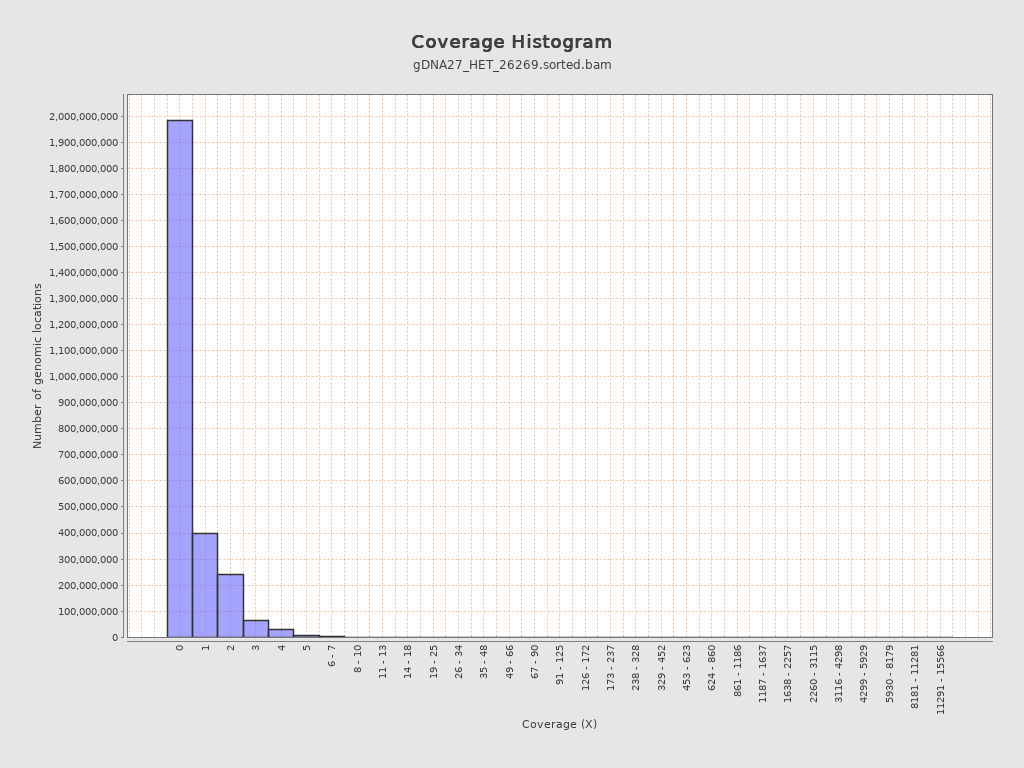 Coverage Histogram
gDNA27_HET_26269.sorted.bam
Number of genomic locations
2,000,000,000
1,900,000,000
1,800,000,000
1,700,000,000
1,600,000,000
1,500,000,000
1,400,000,000
1,300,000,000
1,200,000,000
1,100,000,000
1,000,000,000
900,000,000
800,000,000
700,000,000
600,000,000
500,000,000
400,000,000
300,000,000
200,000,000
100,000,000
0
0
1
2
3
4
5
6 - 7
8 - 10
11 - 13
14 - 18
19 - 25
26 - 34
35 - 48
49 - 66
67 - 90
91 - 125
126 - 172
173 - 237
238 - 328
329 - 452
453 - 623
624 - 860
861 - 1186
1187 - 1637
1638 - 2257
2260 - 3115
3116 - 4298
4299 - 5929
5930 - 8179
8181 - 11281
11291 - 15566
Coverage (X)